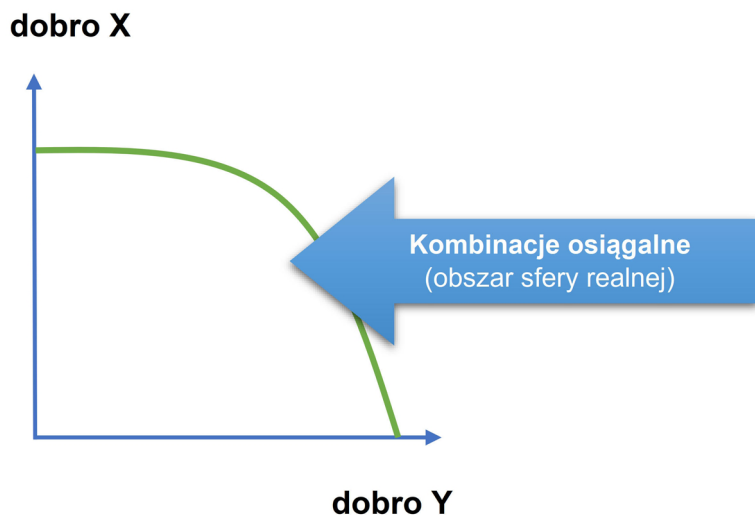 dobro X
Kombinacje osiągalne
(obszar sfery realnej)
dobro Y